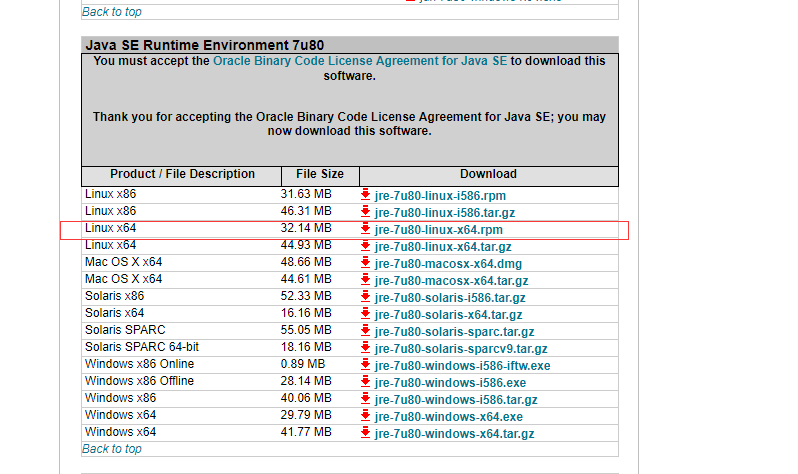 Back to top
Java SE Runtime Environment 7u80
You must accept the Oracle Binary Code License Agreement for Java SE to download this
software.
Thank you for accepting the Oracle Binary Code License Agreement for Java SE; you may
now download this software.
Product / File Description File Size Download
Linux x86 31.63 MB jre-7u80-linux-i586.rpm
Linux x86 46.31 MB jre-7u80-linux-i586.tar.gz
Linux x64 32.14 MB jre-7u80-linux-x64.rpm
Linux x64 44.93 MB jre-7u80-linux-x64.tar.gz
Mac OS X x64 48.66 MB jre-7u80-macosx-x64.dmg
Mac OS X x64 44.61 MB jre-7u80-macosx-x64.tar.gz
Solaris x86 52.33 MB jre-7u80-solaris-i586.tar.gz
Solaris x64 16.16 MB jre-7u80-solaris-x64.tar.gz
Solaris SPARC 55.05 MB jre-7u80-solaris-sparc.tar.gz
Solaris SPARC 64-bit 18.16 MB jre-7u80-solaris-sparcv9.tar.gz
Windows x86 Online 0.89 MB jre-7u80-windows-i586-iftw.exe
Windows x86 Offline 28.14 MB jre-7u80-windows-i586.exe
Windows x86 40.06 MB jre-7u80-windows-i586.tar.gz
Windows x64 29.79 MB jre-7u80-windows-x64.exe
Windows x64 41.77 MB jre-7u80-windows-x64.tar.gz
Back to top